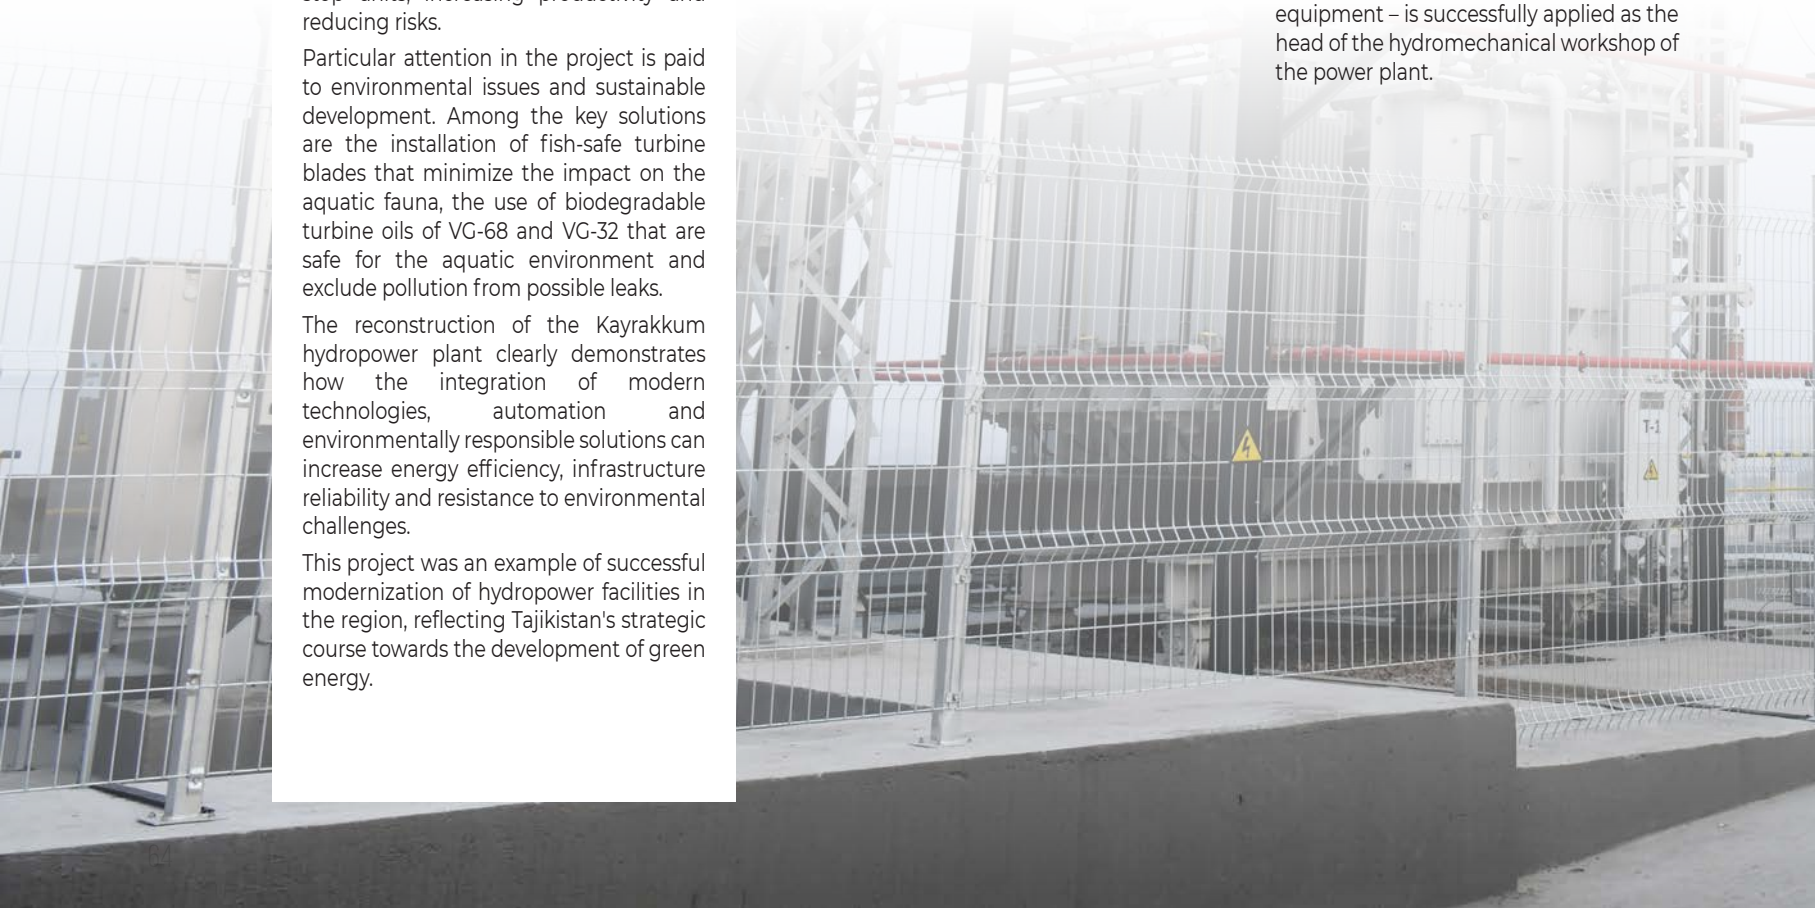 stop units, increasing productivity and
reducing risks.
Particular attention in the project is paid
to environmental issues and sustainable
development. Among the key solutions
are the installation of fish-safe turbine
blades that minimize the impact on the
aquatic fauna, the use of biodegradable
turbine oils of VG-68 and VG-32 that are
safe for the aquatic environment and
exclude pollution from possible leaks.
The reconstruction of the Kayrakkum
hydropower plant clearly demonstrates
how the integration of modern
technologies, automation and
environmentally responsible solutions can
increase energy efficiency, infrastructure
reliability and resistance to environmental
challenges.
This project was an example of successful
modernization of hydropower facilities in
the region, reflecting Tajikistan's strategic
course towards the development of green
energy.
equipment – is successfully applied as the
head of the hydromechanical workshop of
the power plant.
T-1